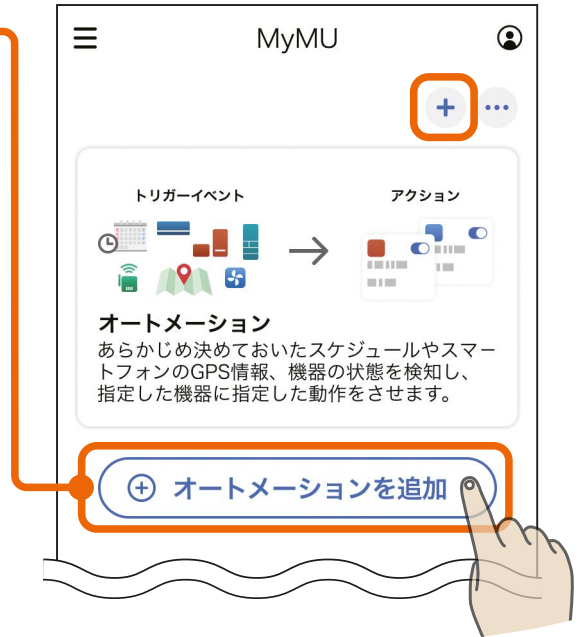 MyMU
トリガーイベント
アクション
オートメーション
あらかじめ決めておいたスケジュールやスマー
トフォンのGPS情報、機器の状態を検知し、
指定した機器に指定した動作をさせます。
オートメーションを追加